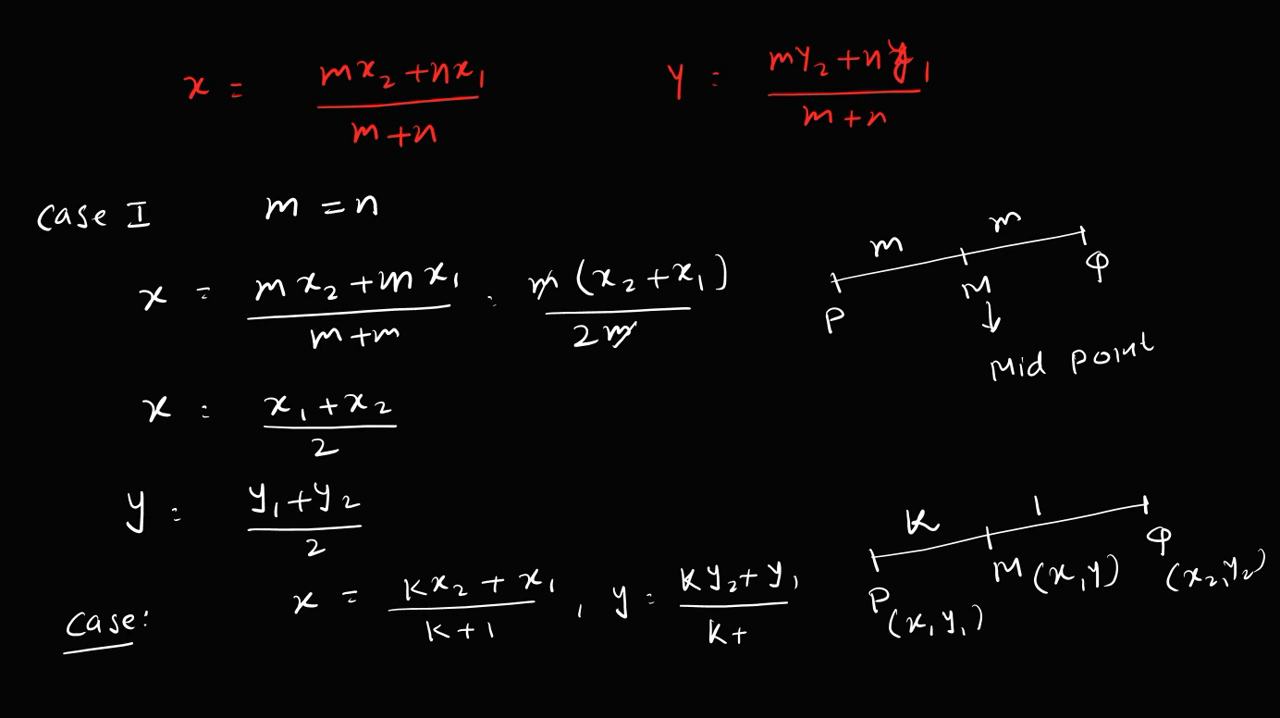 x = (mx₂ + nx₁)/(m+n)    y = (my₂ + ny₁)/(m+n)
Case I    m = n
x = (mx₂ + mx₁)/(m+m) = m(x₂ + x₁)/2m
x = (x₁ + x₂)/2
y = (y₁ + y₂)/2
Case:    x = (Kx₂ + x₁)/(K+1) , y = (Ky₂ + y₁)/(K+
m    m
P    M    Q
↓
Mid point
K    1
P    M (x,y)    Q
(x₁ y₁)    (x₂,y₂)